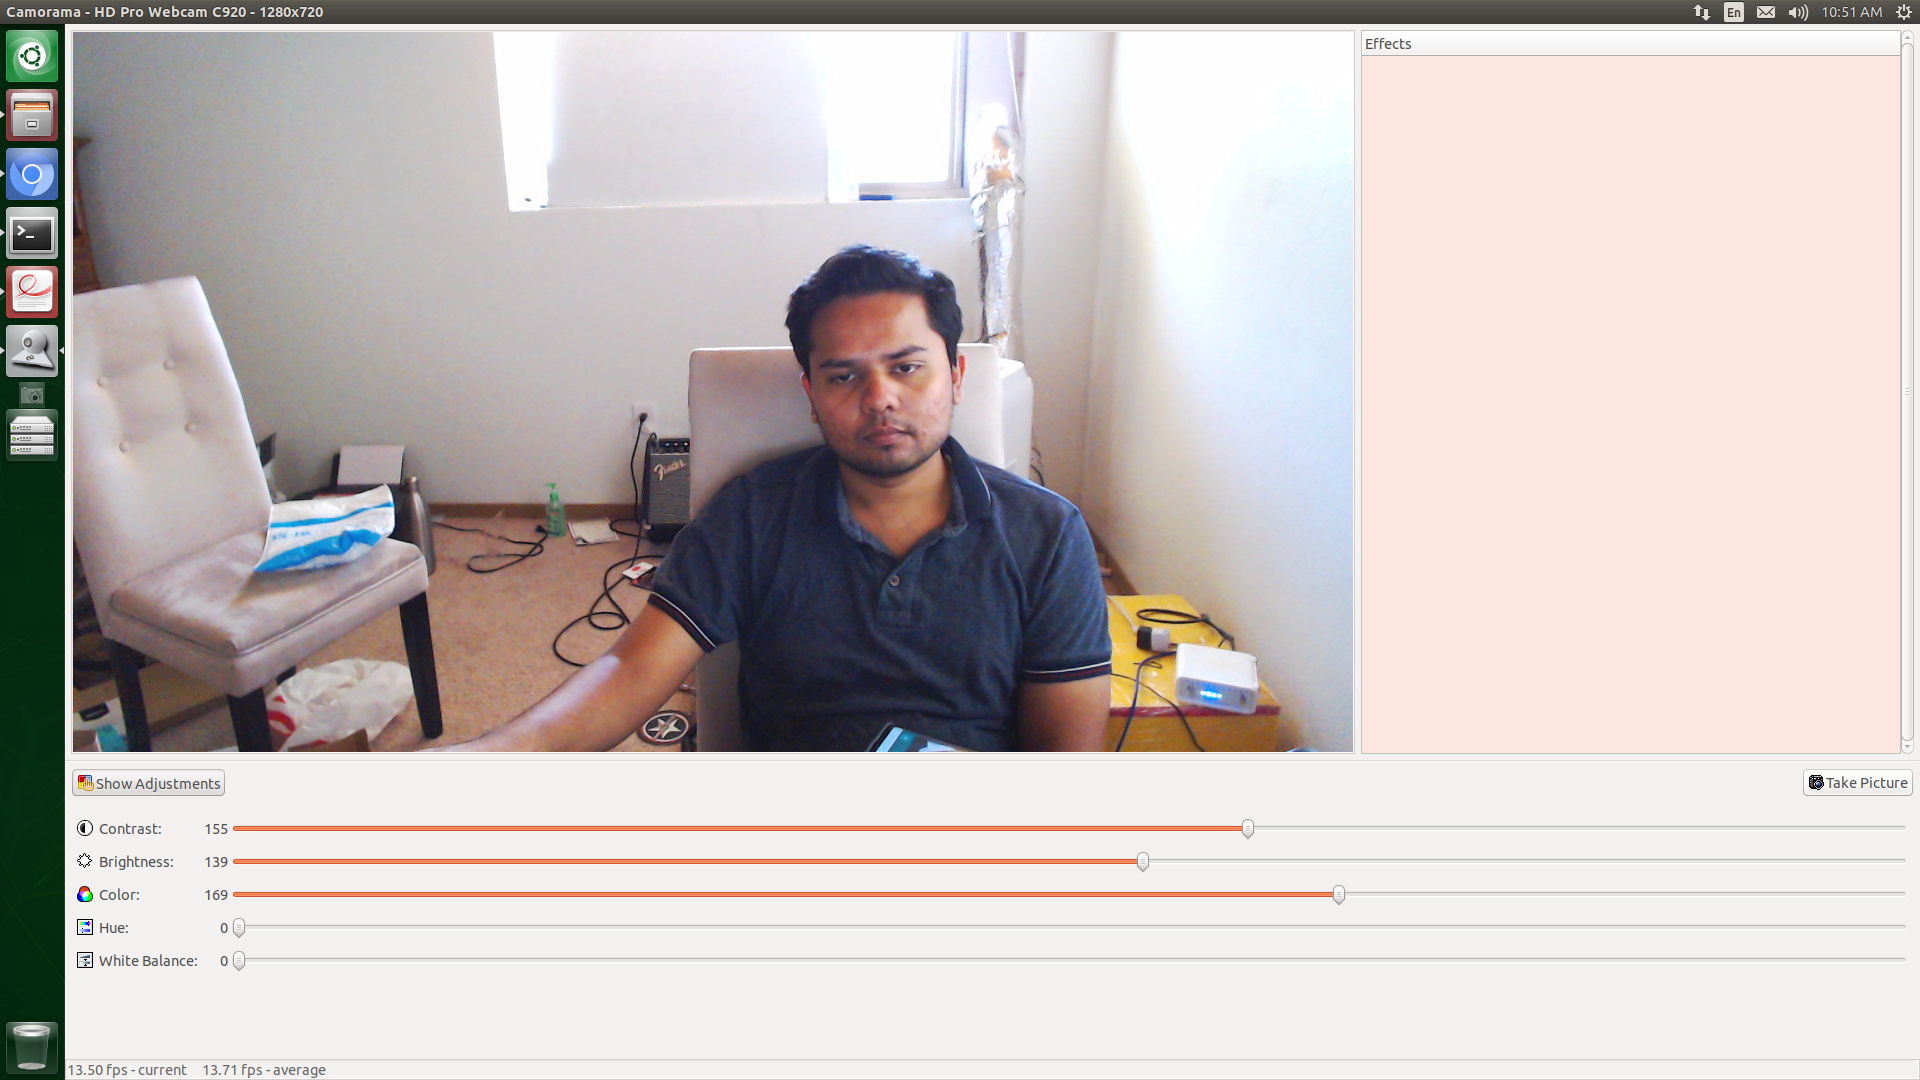 Camorama - HD Pro Webcam C920 - 1280x720
En
10:51 AM
Effects
Fender
Show Adjustments
Take Picture
Contrast: 155
Brightness: 139
Color: 169
Hue: 0
White Balance: 0
13.50 fps - current 13.71 fps - average